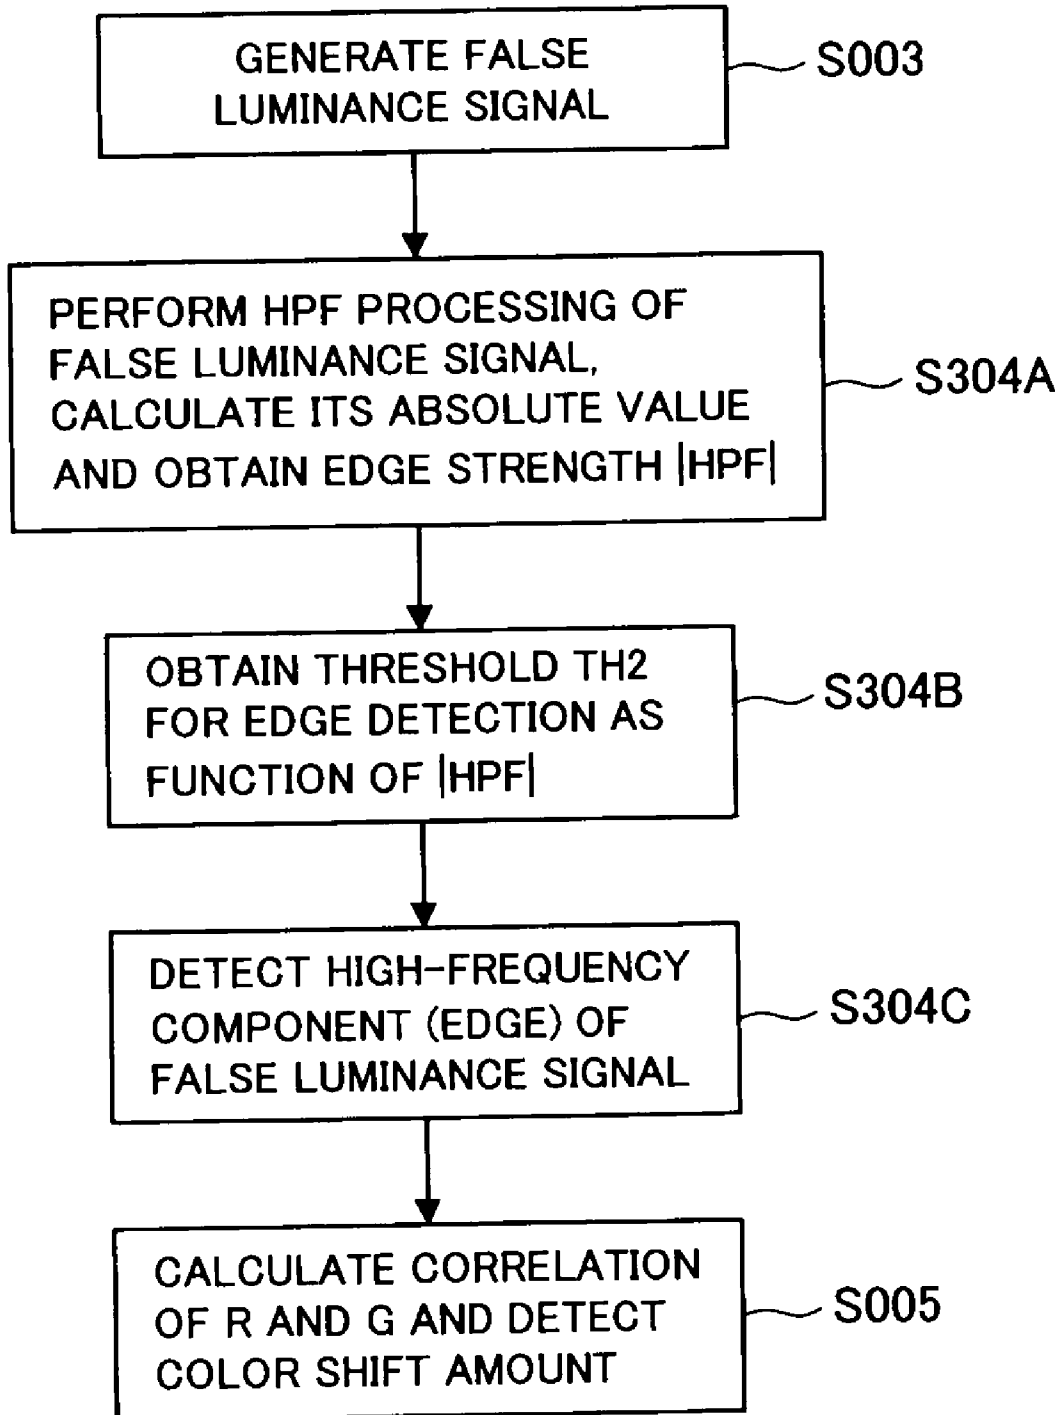 GENERATE FALSE
LUMINANCE SIGNAL
S003
PERFORM HPF PROCESSING OF
FALSE LUMINANCE SIGNAL,
CALCULATE ITS ABSOLUTE VALUE
AND OBTAIN EDGE STRENGTH |HPF|
S304A
OBTAIN THRESHOLD TH2
FOR EDGE DETECTION AS
FUNCTION OF |HPF|
S304B
DETECT HIGH-FREQUENCY
COMPONENT (EDGE) OF
FALSE LUMINANCE SIGNAL
S304C
CALCULATE CORRELATION
OF R AND G AND DETECT
COLOR SHIFT AMOUNT
S005